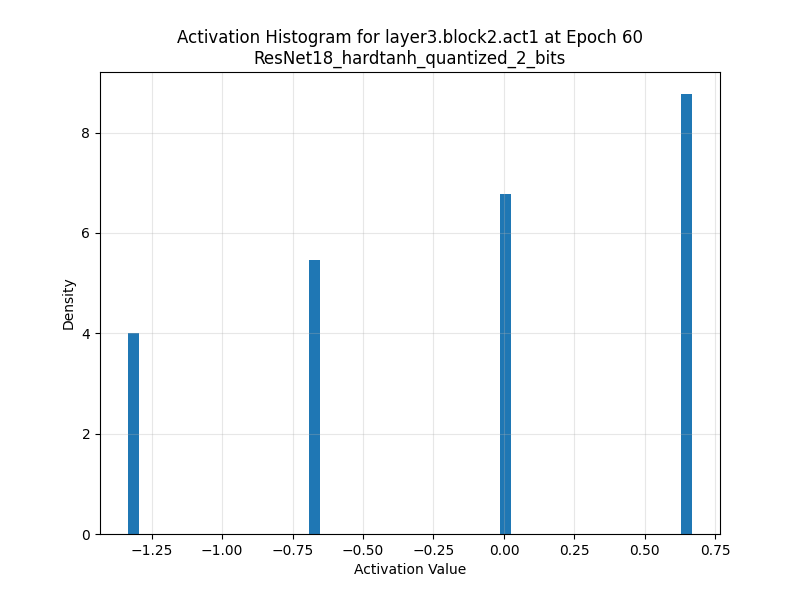 Activation Histogram for layer3.block2.act1 at Epoch 60
ResNet18_hardtanh_quantized_2_bits
8
6
4
2
0
Density
−1.25 −1.00 −0.75 −0.50 −0.25 0.00 0.25 0.50 0.75
Activation Value